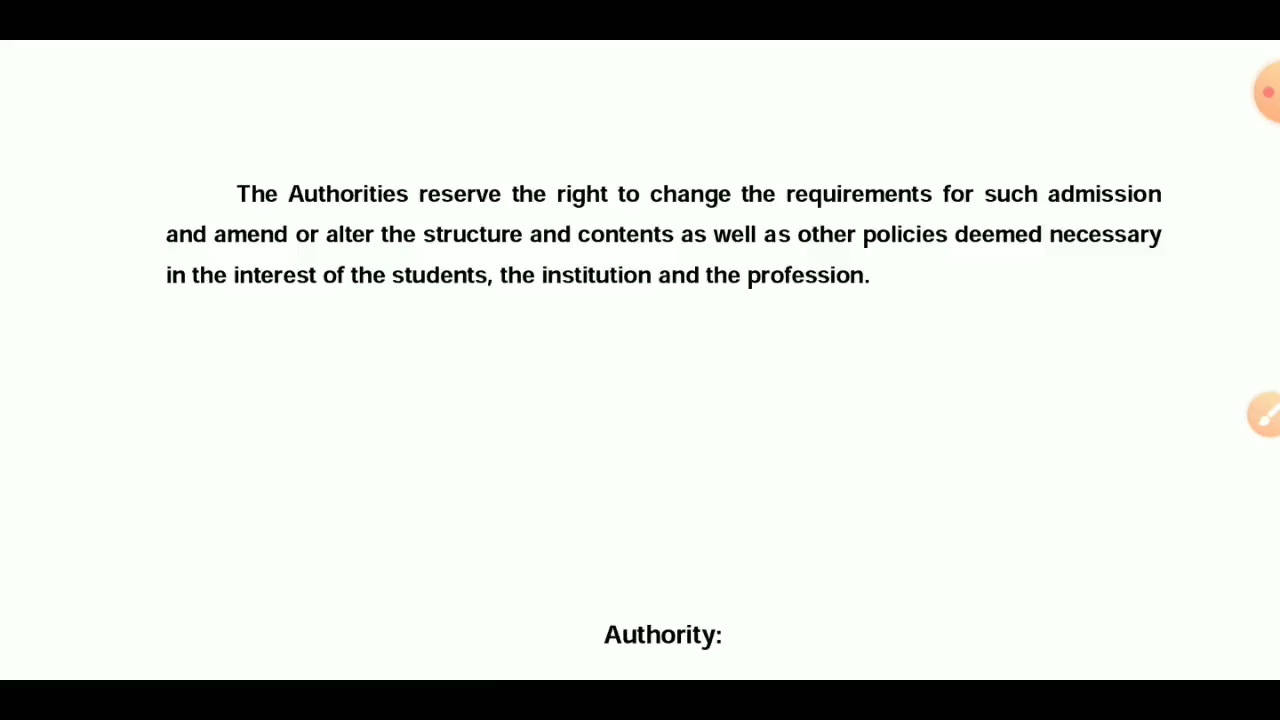 The Authorities reserve the right to change the requirements for such admission
and amend or alter the structure and contents as well as other policies deemed necessary
in the interest of the students, the institution and the profession.
Authority: